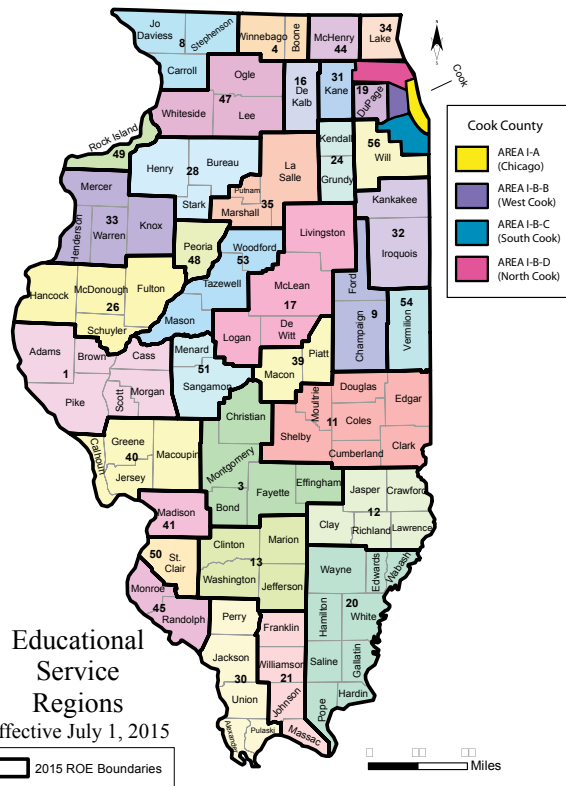 Jo
Daviess
8
Stephenson
Winnebago
4
Boone
McHenry
44
34
Lake
Carroll
Ogle
47
Whiteside
Lee
16
De
Kalb
31
Kane
19
DuPage
Cook
Rock Island
49
Henry
28
Bureau
Stark
Putnam
Marshall
35
La
Salle
Kendall
24
Grundy
56
Will
Kankakee
32
Iroquois
Mercer
33
Henderson
Warren
Knox
Peoria
48
Woodford
53
Tazewell
Mason
Livingston
McLean
17
Logan
De
Witt
Ford
Champaign
9
54
Vermilion
Hancock
McDonough
26
Fulton
Schuyler
Adams
1
Brown
Cass
Pike
Scott
Morgan
Menard
51
Sangamon
39
Macon
Piatt
Christian
Montgomery
3
Bond
Fayette
Effingham
Moultrie
11
Shelby
Douglas
Coles
Edgar
Cumberland
Clark
Calhoun
Greene
40
Jersey
Macoupin
Madison
41
Jasper
Crawford
12
Clay
Richland
Lawrence
50
St.
Clair
Clinton
13
Marion
Washington
Jefferson
Monroe
45
Randolph
Wayne
Edwards
Wabash
Hamilton
20
White
Saline
Gallatin
Pope
Hardin
Perry
Jackson
30
Union
Alexander
Pulaski
Franklin
Williamson
21
Johnson
Massac
Cook County
AREA I-A
(Chicago)
AREA I-B-B
(West Cook)
AREA I-B-C
(South Cook)
AREA I-B-D
(North Cook)
Educational
Service
Regions
ffective July 1, 2015
2015 ROE Boundaries
Miles